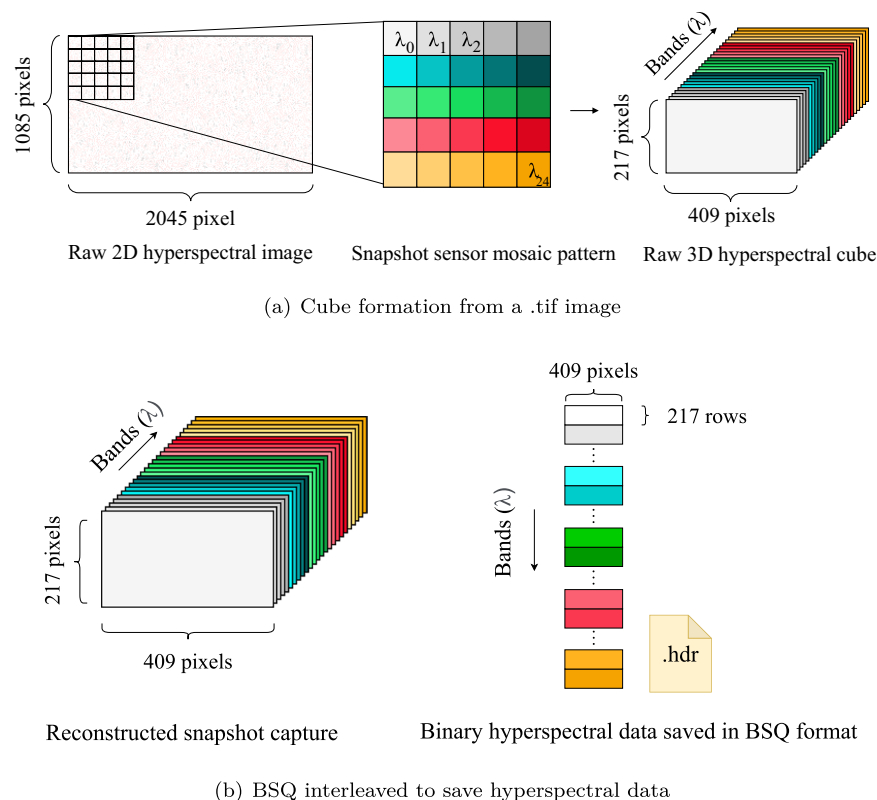 1085 pixels
2045 pixel
Raw 2D hyperspectral image
λ0 λ1 λ2
λ24
Snapshot sensor mosaic pattern
Bands (λ)
217 pixels
409 pixels
Raw 3D hyperspectral cube
(a) Cube formation from a .tif image
Bands (λ)
217 pixels
409 pixels
Reconstructed snapshot capture
409 pixels
217 rows
Bands (λ)
.hdr
Binary hyperspectral data saved in BSQ format
(b) BSQ interleaved to save hyperspectral data